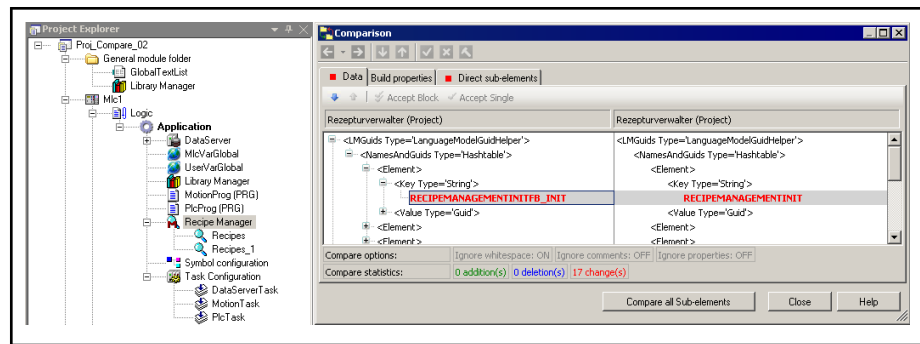 Project Explorer
Proj_Compare_02
General module folder
GlobalTextList
Library Manager
Mlc1
Logic
Application
DataServer
MlcVarGlobal
UserVarGlobal
Library Manager
MotionProg (PRG)
PlcProg (PRG)
Recipe Manager
Recipes
Recipes_1
Symbol configuration
Task Configuration
DataServerTask
MotionTask
PlcTask
Comparison
Data Build properties Direct sub-elements
Accept Block Accept Single
Rezepturverwalter (Project) Rezepturverwalter (Project)
<LMGuids Type='LanguageModelGuidHelper'> <LMGuids Type='LanguageModelGuidHelper'>
<NamesAndGuids Type='Hashtable'> <NamesAndGuids Type='Hashtable'>
<Element> <Element>
<Key Type='String'> <Key Type='String'>
RECIPEMANAGEMENTINITFB_INIT RECIPEMANAGEMENTINIT
<Value Type='Guid'> <Value Type='Guid'>
<Element> <Element>
<Element> <Element>
Compare options: Ignore whitespace: ON Ignore comments: OFF Ignore properties: OFF
Compare statistics: 0 addition(s) 0 deletion(s) 17 change(s)
Compare all Sub-elements Close Help